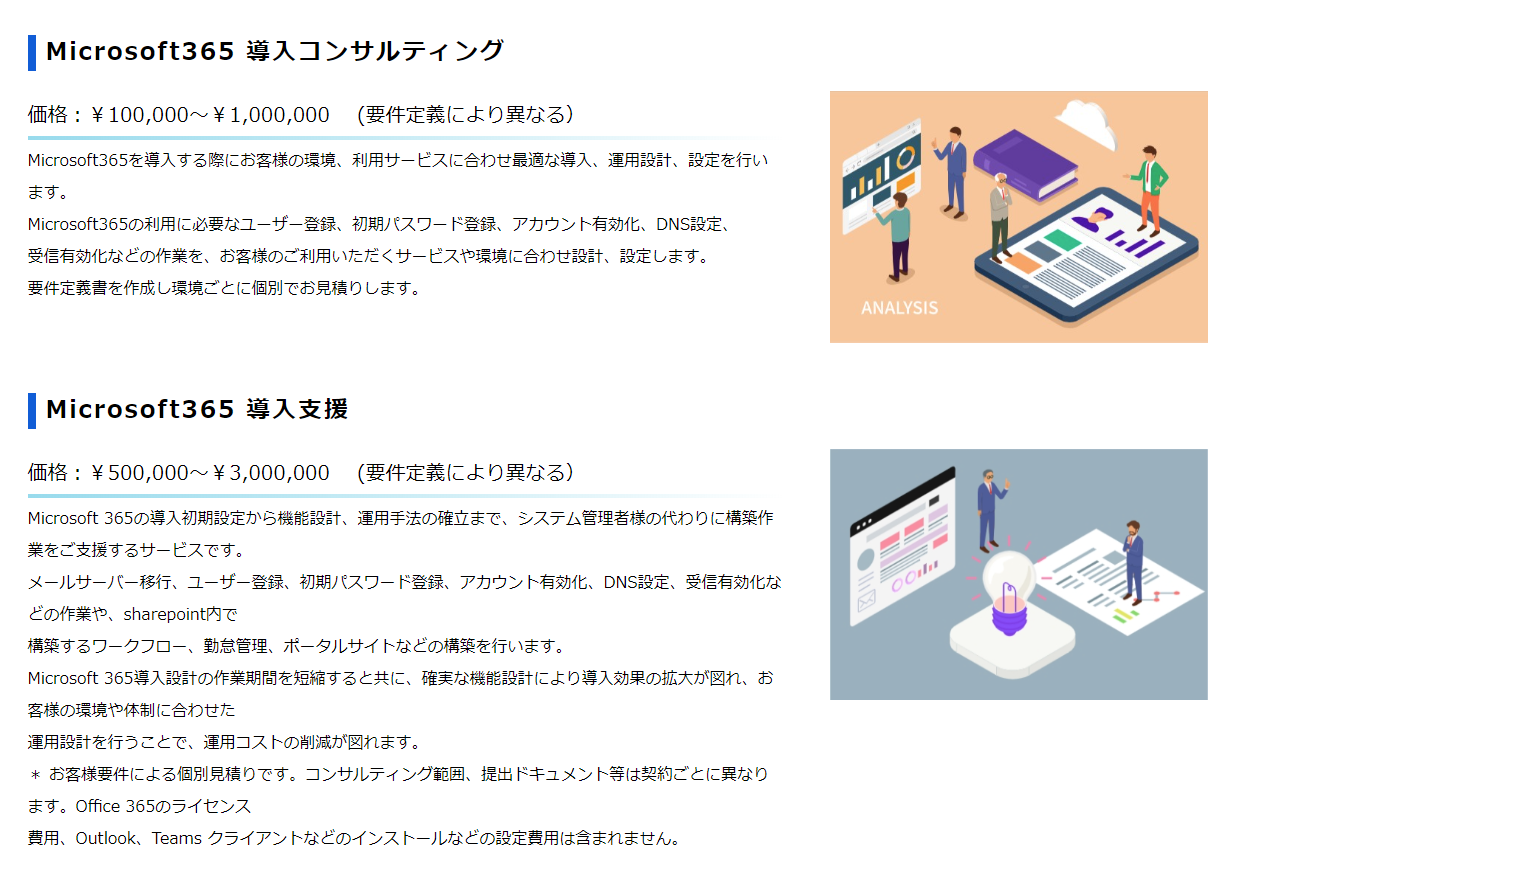 Microsoft365 導入コンサルティング
価格：￥100,000～￥1,000,000　(要件定義により異なる）
Microsoft365を導入する際にお客様の環境、利用サービスに合わせ最適な導入、運用設計、設定を行い
ます。
Microsoft365の利用に必要なユーザー登録、初期パスワード登録、アカウント有効化、DNS設定、
受信有効化などの作業を、お客様のご利用いただくサービスや環境に合わせ設計、設定します。
要件定義書を作成し環境ごとに個別でお見積りします。
ANALYSIS
Microsoft365 導入支援
価格：￥500,000～￥3,000,000　(要件定義により異なる）
Microsoft 365の導入初期設定から機能設計、運用手法の確立まで、システム管理者様の代わりに構築作
業をご支援するサービスです。
メールサーバー移行、ユーザー登録、初期パスワード登録、アカウント有効化、DNS設定、受信有効化な
どの作業や、sharepoint内で
構築するワークフロー、勤怠管理、ポータルサイトなどの構築を行います。
Microsoft 365導入設計の作業期間を短縮すると共に、確実な機能設計により導入効果の拡大が図れ、お
客様の環境や体制に合わせた
運用設計を行うことで、運用コストの削減が図れます。
＊ お客様要件による個別見積りです。コンサルティング範囲、提出ドキュメント等は契約ごとに異なり
ます。Office 365のライセンス
費用、Outlook、Teams クライアントなどのインストールなどの設定費用は含まれません。